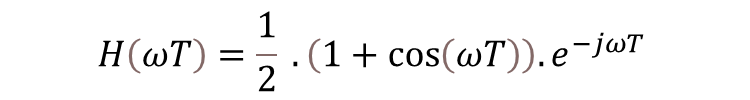 H(ωT) = 1/2 . (1 + cos(ωT)). e^{−jωT}